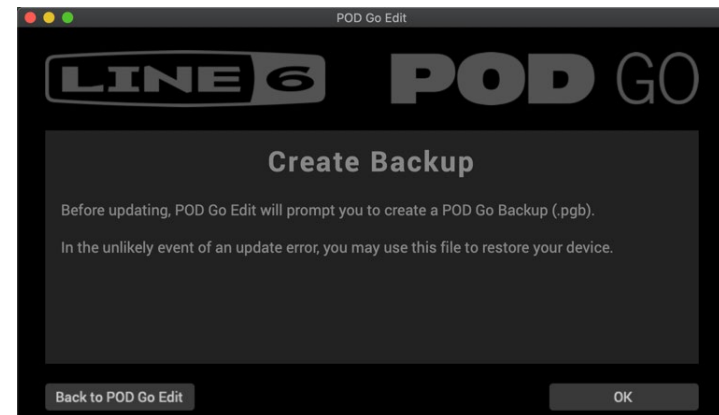 POD Go Edit
LINE 6 POD GO
Create Backup
Before updating, POD Go Edit will prompt you to create a POD Go Backup (.pgb).
In the unlikely event of an update error, you may use this file to restore your device.
Back to POD Go Edit OK